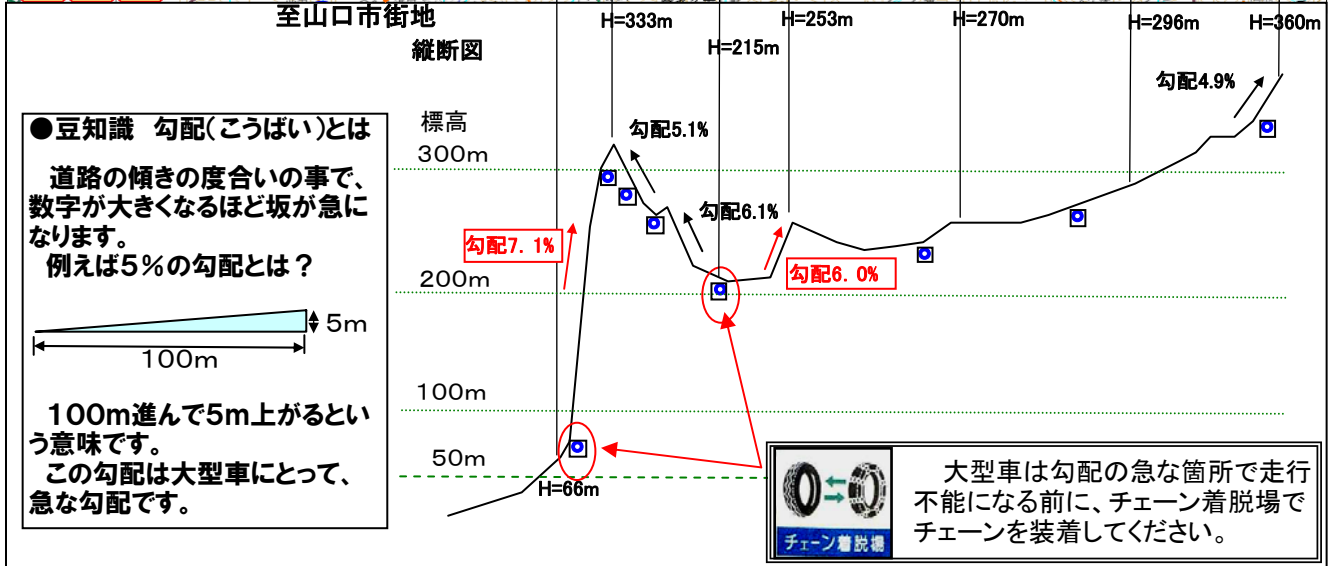 至山口市街地
縦断図
H=333m
H=215m
H=253m
H=270m
H=296m
H=360m
●豆知識 勾配(こうばい)とは
道路の傾きの度合いの事で、
数字が大きくなるほど坂が急に
なります。
例えば5%の勾配とは?
5m
100m
100m進んで5m上がるとい
う意味です。
この勾配は大型車にとって、
急な勾配です。
標高
300m
200m
100m
50m
勾配7.1%
勾配5.1%
勾配6.1%
勾配6.0%
勾配4.9%
H=66m
チェーン着脱場
大型車は勾配の急な箇所で走行
不能になる前に、チェーン着脱場で
チェーンを装着してください。